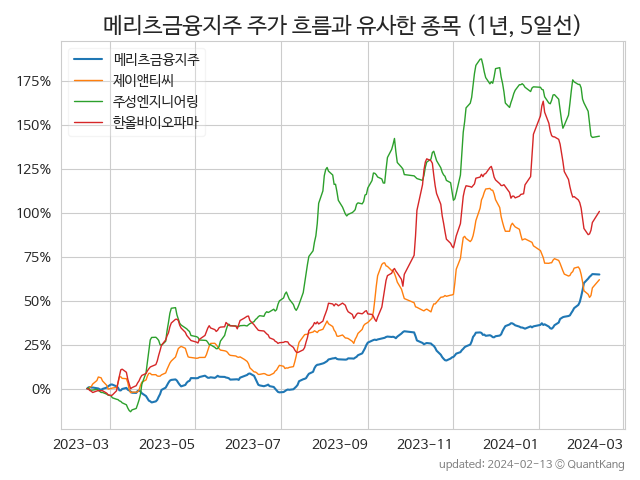 메리츠금융지주 주가 흐름과 유사한 종목 (1년, 5일선)
메리츠금융지주
제이앤티씨
주성엔지니어링
한올바이오파마
175%
150%
125%
100%
75%
50%
25%
0%
2023-03 2023-05 2023-07 2023-09 2023-11 2024-01 2024-03
updated: 2024-02-13 © QuantKang